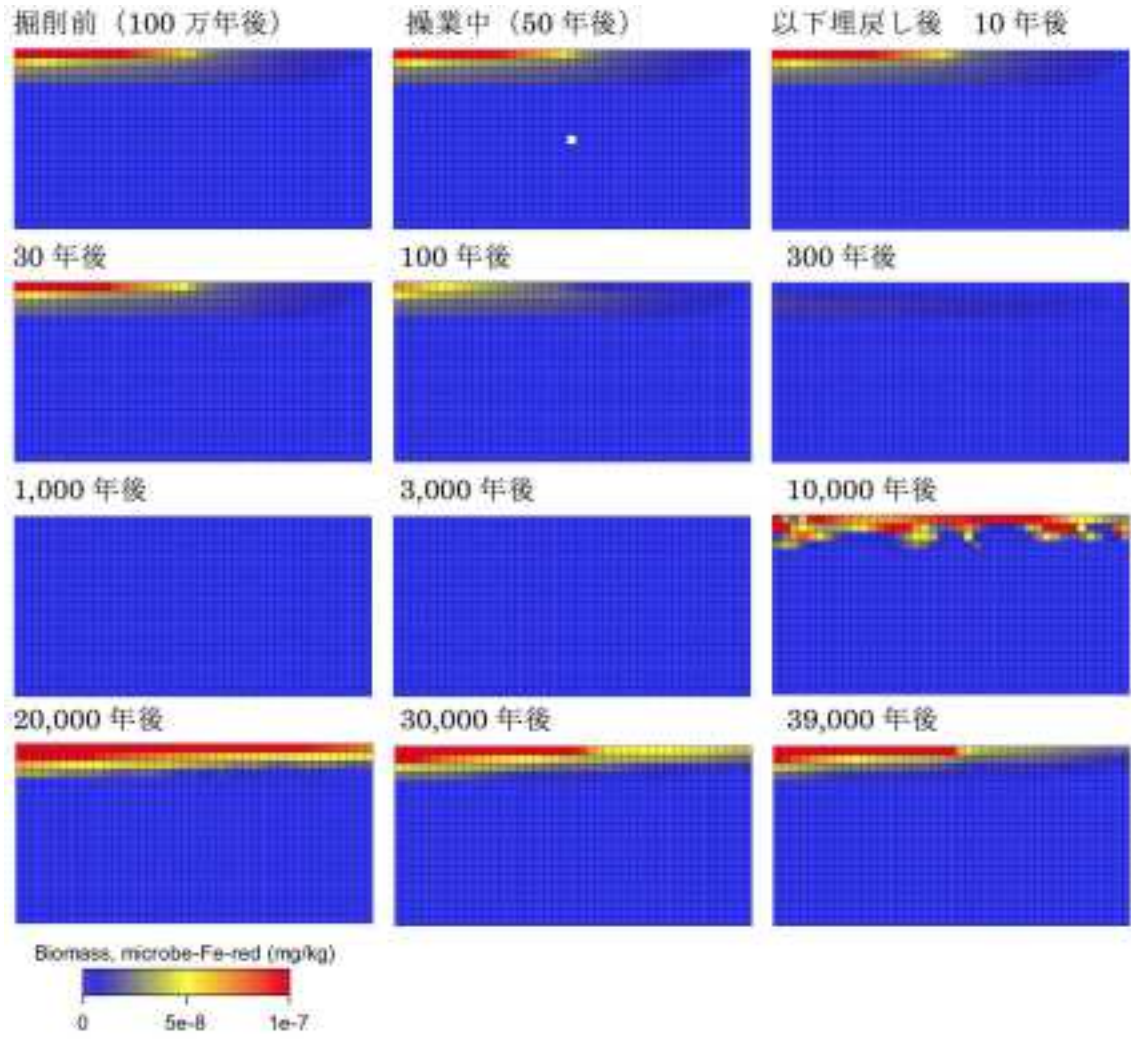 掘削前（100 万年後）
操業中（50 年後）
以下埋戻し後　10 年後
30 年後
100 年後
300 年後
1,000 年後
3,000 年後
10,000 年後
20,000 年後
30,000 年後
39,000 年後
Biomass, microbe-Fe-red (mg/kg)
0 5e-8 1e-7